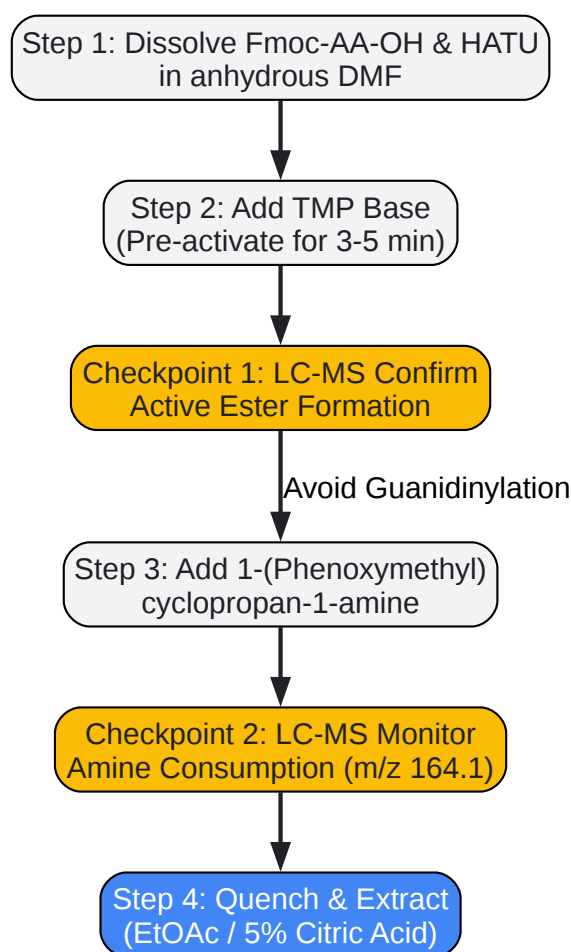 Step 1: Dissolve Fmoc-AA-OH & HATU
in anhydrous DMF
Step 2: Add TMP Base
(Pre-activate for 3-5 min)
Checkpoint 1: LC-MS Confirm
Active Ester Formation
Avoid Guanidinylation
Step 3: Add 1-(Phenoxymethyl)
cyclopropan-1-amine
Checkpoint 2: LC-MS Monitor
Amine Consumption (m/z 164.1)
Step 4: Quench & Extract
(EtOAc / 5% Citric Acid)